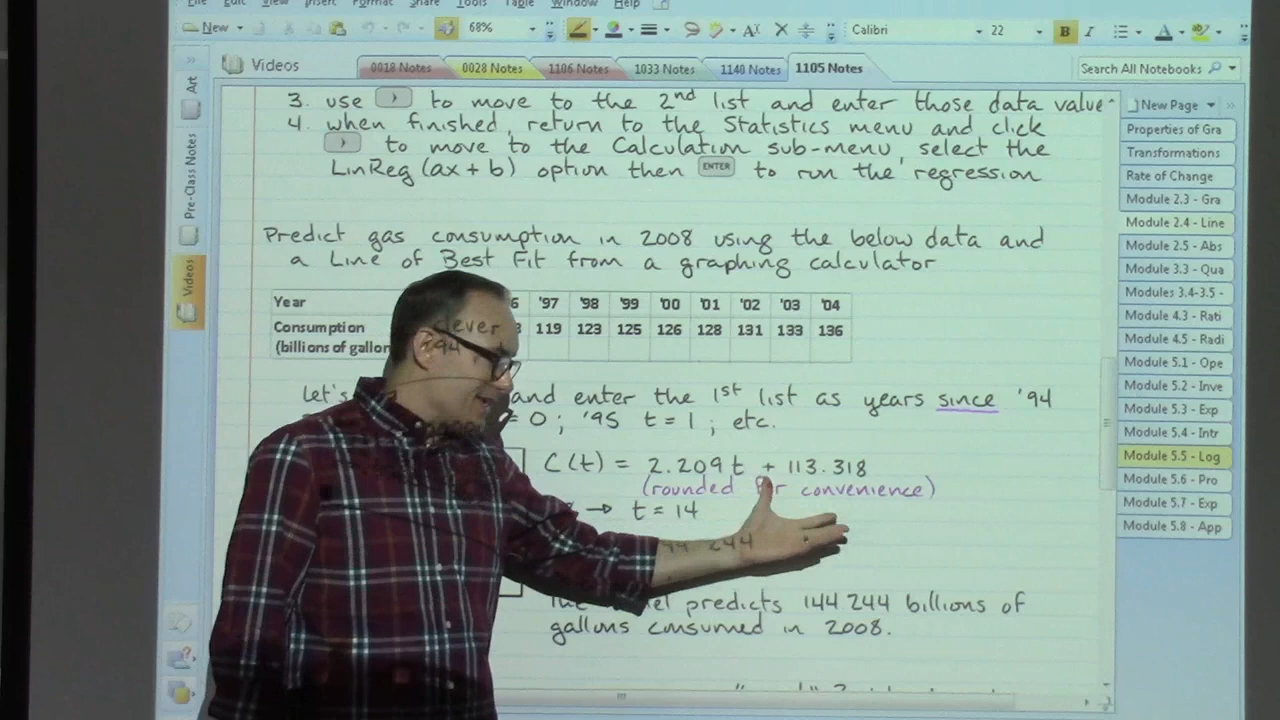 File Edit View Insert Format Share Tools Table Window Help
New 68% Calibri 22 B I A
Videos 0018 Notes 0028 Notes 1106 Notes 1033 Notes 1140 Notes 1105 Notes Search All Notebooks
Art
Pre-Class Notes
Videos
3. use to move to the 2nd list and enter those data value
4. when finished, return to the Statistics menu and click
to move to the Calculation sub-menu, select the
LinReg (ax + b) option then ENTER to run the regression
Predict gas consumption in 2008 using the below data and
a Line of Best Fit from a graphing calculator
Year '97 '98 '99 '00 '01 '02 '03 '04
Consumption 119 123 125 126 128 131 133 136
(billions of gallon
clever
'94
Let's and enter the 1st list as years since '94
= 0 ; '95 t = 1 ; etc.
C(t) = 2.209t + 113.318
(rounded for convenience)
→ t = 14
244
predicts 144 244 billions of
gallons consumed in 2008.
New Page
Properties of Gra
Transformations
Rate of Change
Module 2.3 - Gra
Module 2.4 - Line
Module 2.5 - Abs
Module 3.3 - Qua
Modules 3.4-3.5 -
Module 4.3 - Rati
Module 4.5 - Radi
Module 5.1 - Ope
Module 5.2 - Inve
Module 5.3 - Exp
Module 5.4 - Intr
Module 5.5 - Log
Module 5.6 - Pro
Module 5.7 - Exp
Module 5.8 - App